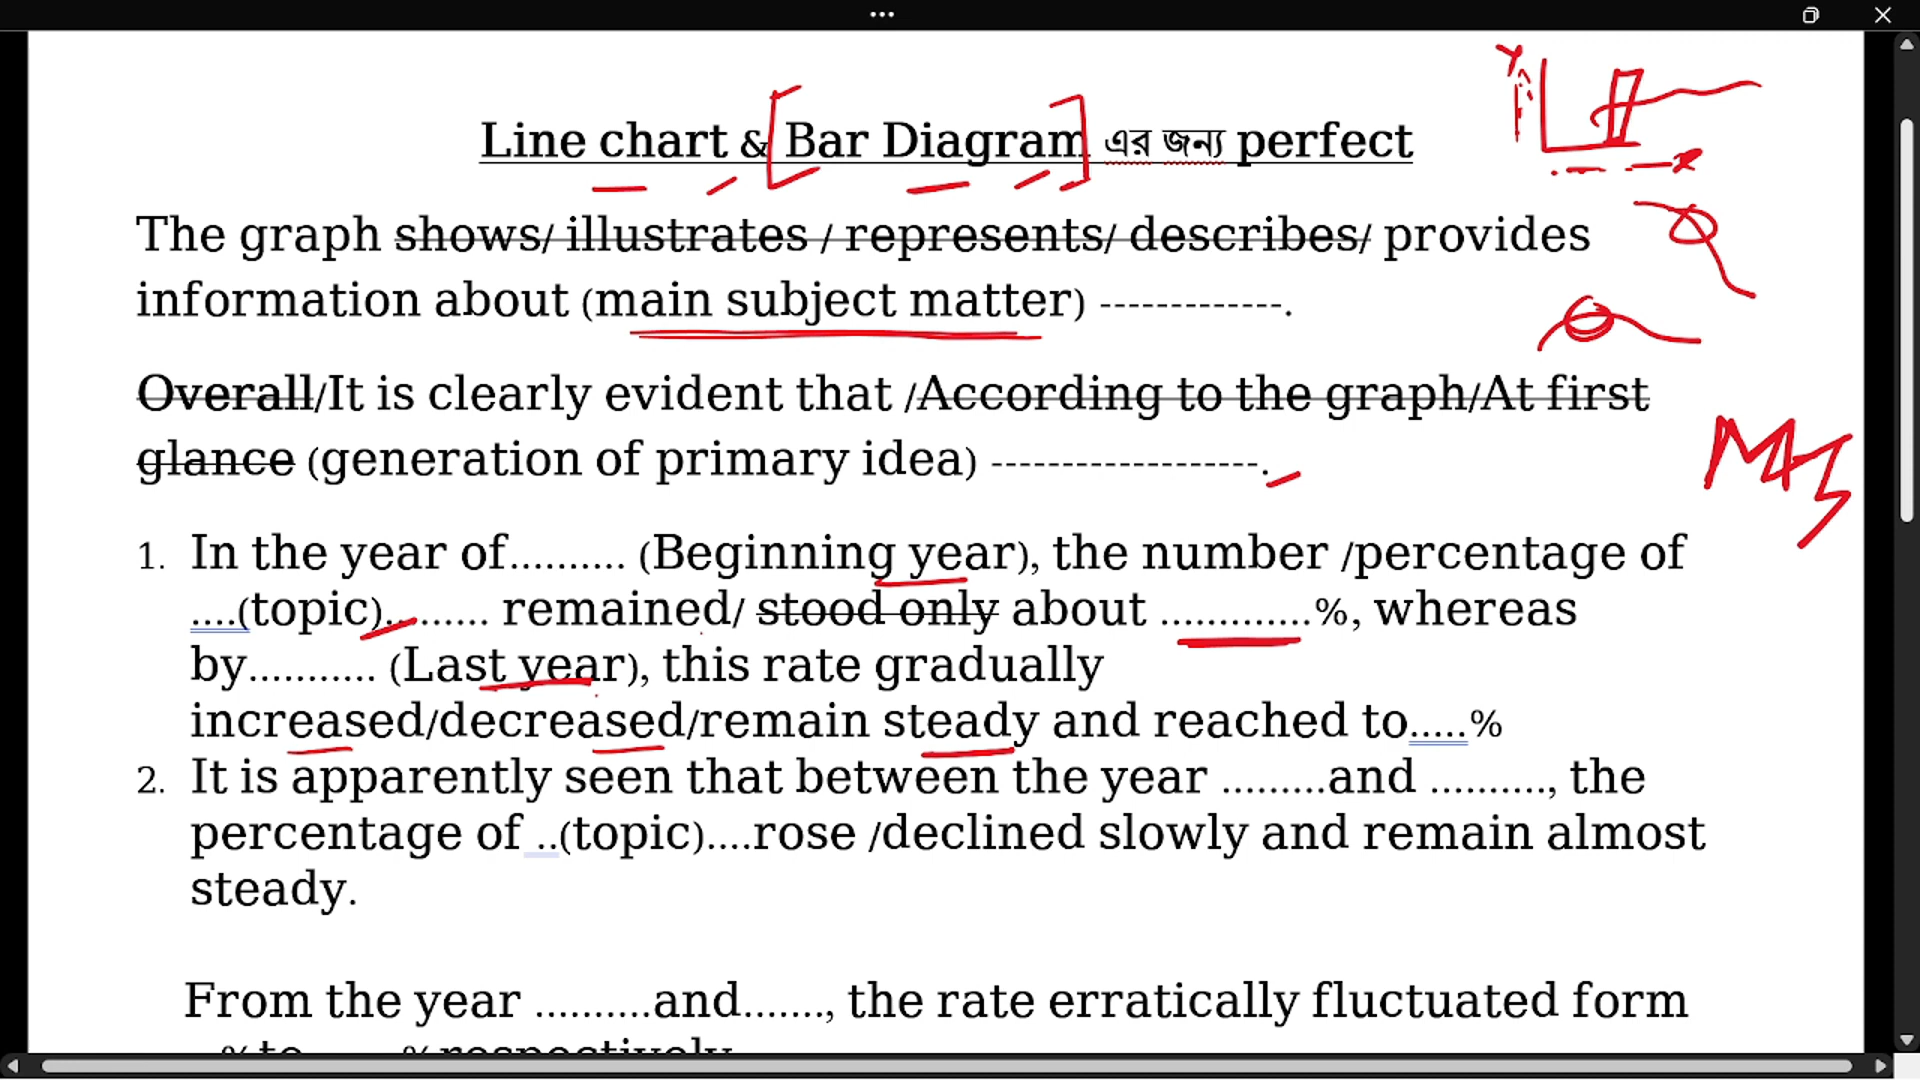 Line chart & Bar Diagram এর জন্য perfect
Y
x
The graph shows/ illustrates / represents/ describes/ provides
information about (main subject matter) -------------.
Overall/It is clearly evident that /According to the graph/At first
glance (generation of primary idea) -------------------.
1. In the year of.......... (Beginning year), the number /percentage of
....(topic)......... remained/ stood only about .............%, whereas
by........... (Last year), this rate gradually
increased/decreased/remain steady and reached to.....%
2. It is apparently seen that between the year .........and .........., the
percentage of ..(topic)....rose /declined slowly and remain almost
steady.
From the year ..........and......., the rate erratically fluctuated form
% to % respectively